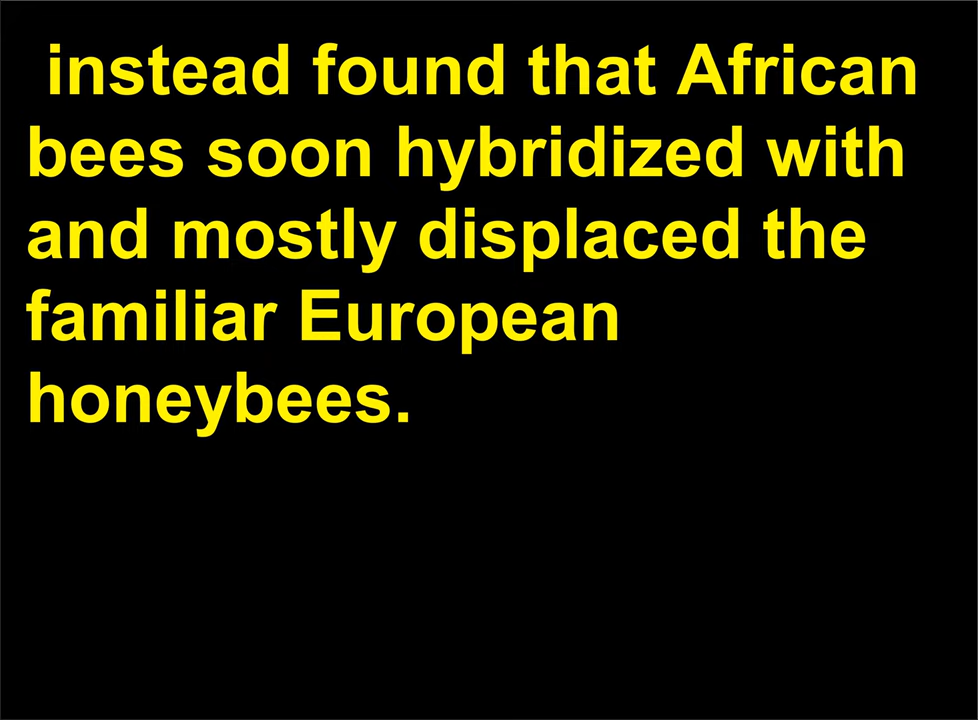 instead found that African
bees soon hybridized with
and mostly displaced the
familiar European
honeybees.